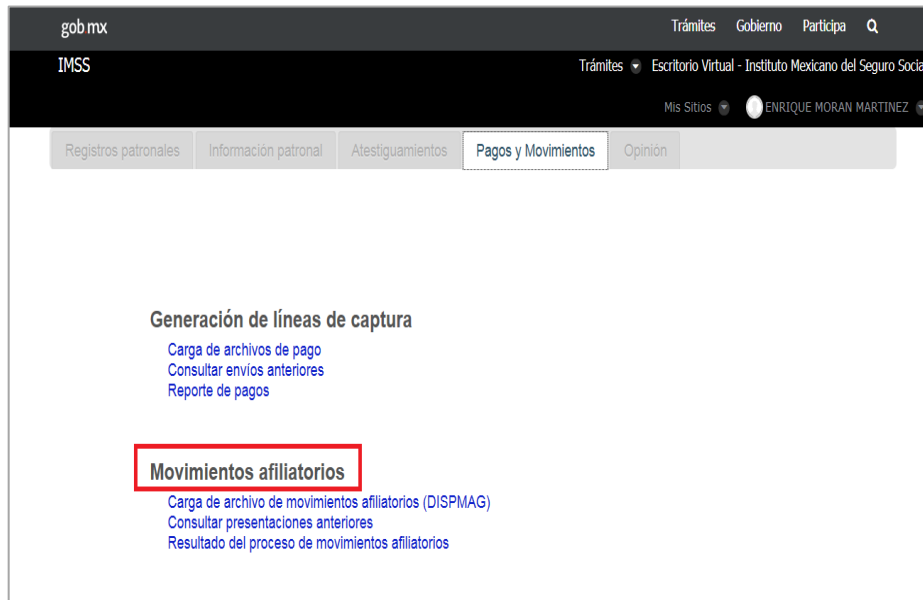 gob mx Trámites Gobierno Participa
IMSS Trámites Escritorio Virtual - Instituto Mexicano del Seguro Socia
Mis Sitios ENRIQUE MORAN MARTINEZ
Registros patronales Información patronal Atestiguamientos Pagos y Movimientos Opinión
Generación de líneas de captura
Carga de archivos de pago
Consultar envíos anteriores
Reporte de pagos
Movimientos afiliatorios
Carga de archivo de movimientos afiliatorios (DISPMAG)
Consultar presentaciones anteriores
Resultado del proceso de movimientos afiliatorios